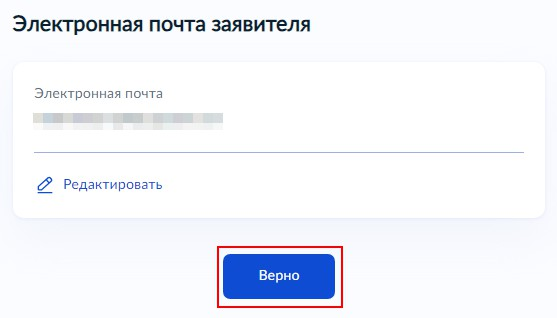 Электронная почта заявителя
Электронная почта
Редактировать
Верно